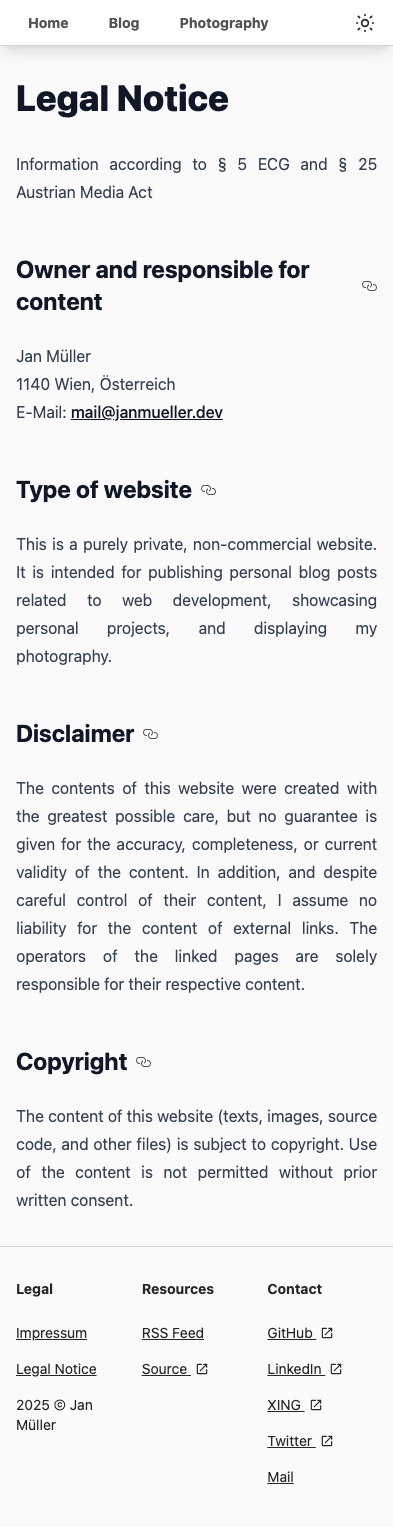 Home Blog Photography
Legal Notice
Information according to § 5 ECG and § 25
Austrian Media Act
Owner and responsible for
content
Jan Müller
1140 Wien, Österreich
E-Mail: mail@janmueller.dev
Type of website
This is a purely private, non-commercial website.
It is intended for publishing personal blog posts
related to web development, showcasing
personal projects, and displaying my
photography.
Disclaimer
The contents of this website were created with
the greatest possible care, but no guarantee is
given for the accuracy, completeness, or current
validity of the content. In addition, and despite
careful control of their content, I assume no
liability for the content of external links. The
operators of the linked pages are solely
responsible for their respective content.
Copyright
The content of this website (texts, images, source
code, and other files) is subject to copyright. Use
of the content is not permitted without prior
written consent.
Legal
Impressum
Legal Notice
2025 © Jan
Müller
Resources
RSS Feed
Source
Contact
GitHub
LinkedIn
XING
Twitter
Mail